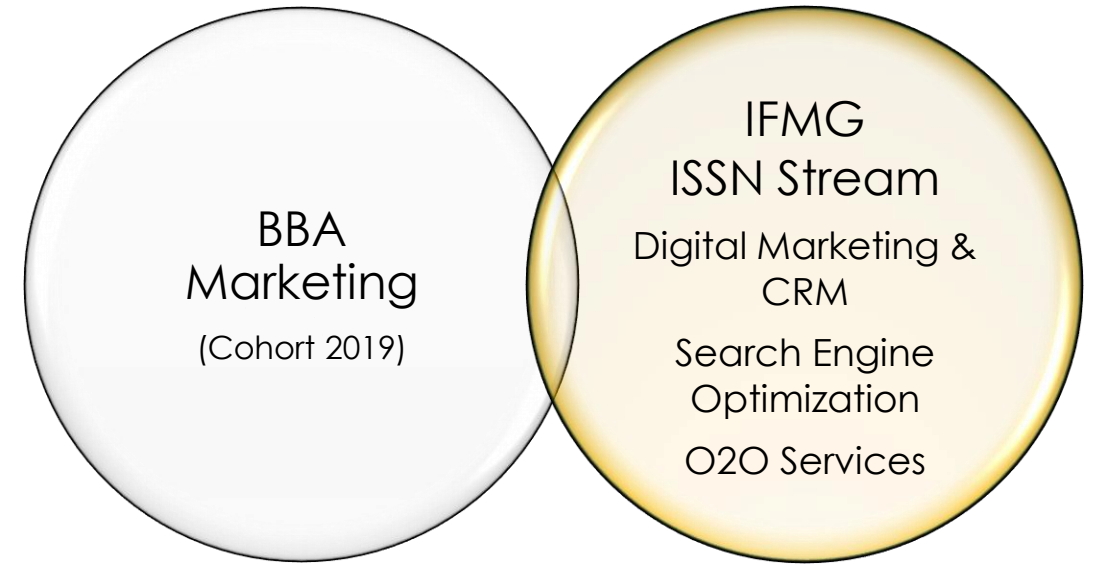 BBA
Marketing
(Cohort 2019)
IFMG
ISSN Stream
Digital Marketing &
CRM
Search Engine
Optimization
O2O Services